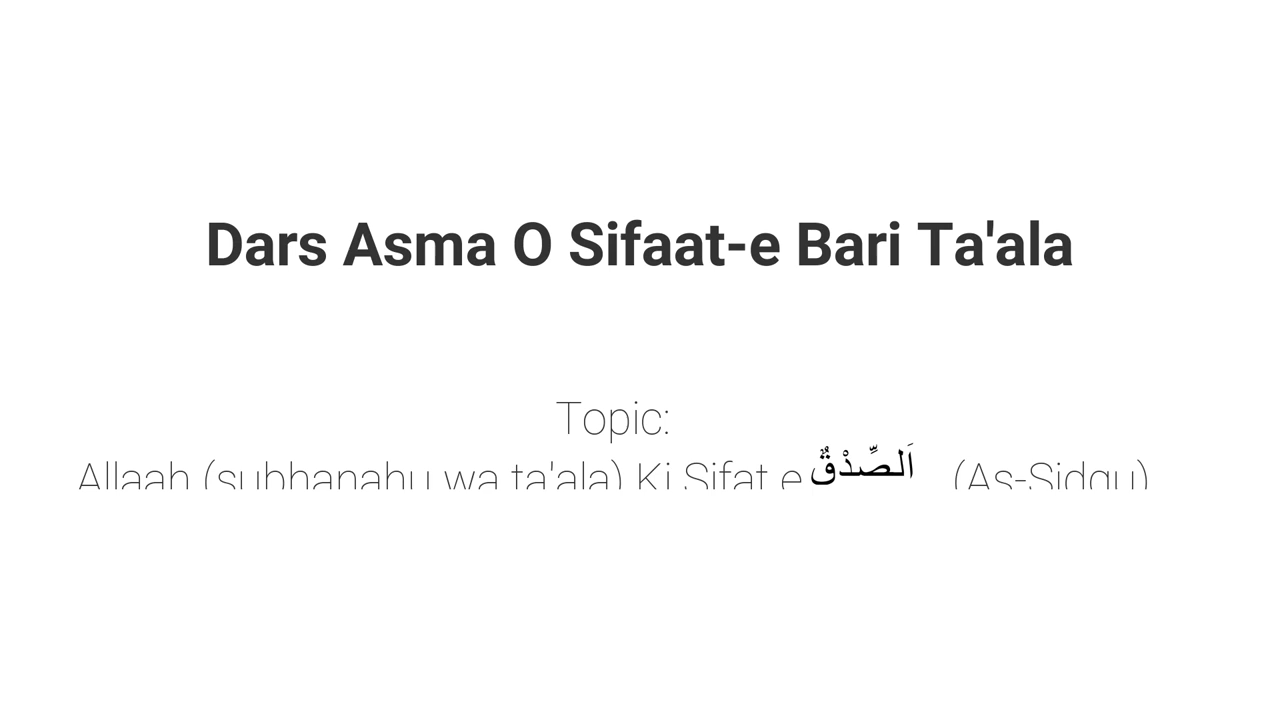 Dars Asma O Sifaat-e Bari Ta'ala
Topic:
Allaah (subhanahu wa ta'ala) Ki Sifat e اَلصِّدْقٌ (As-Sidqu)